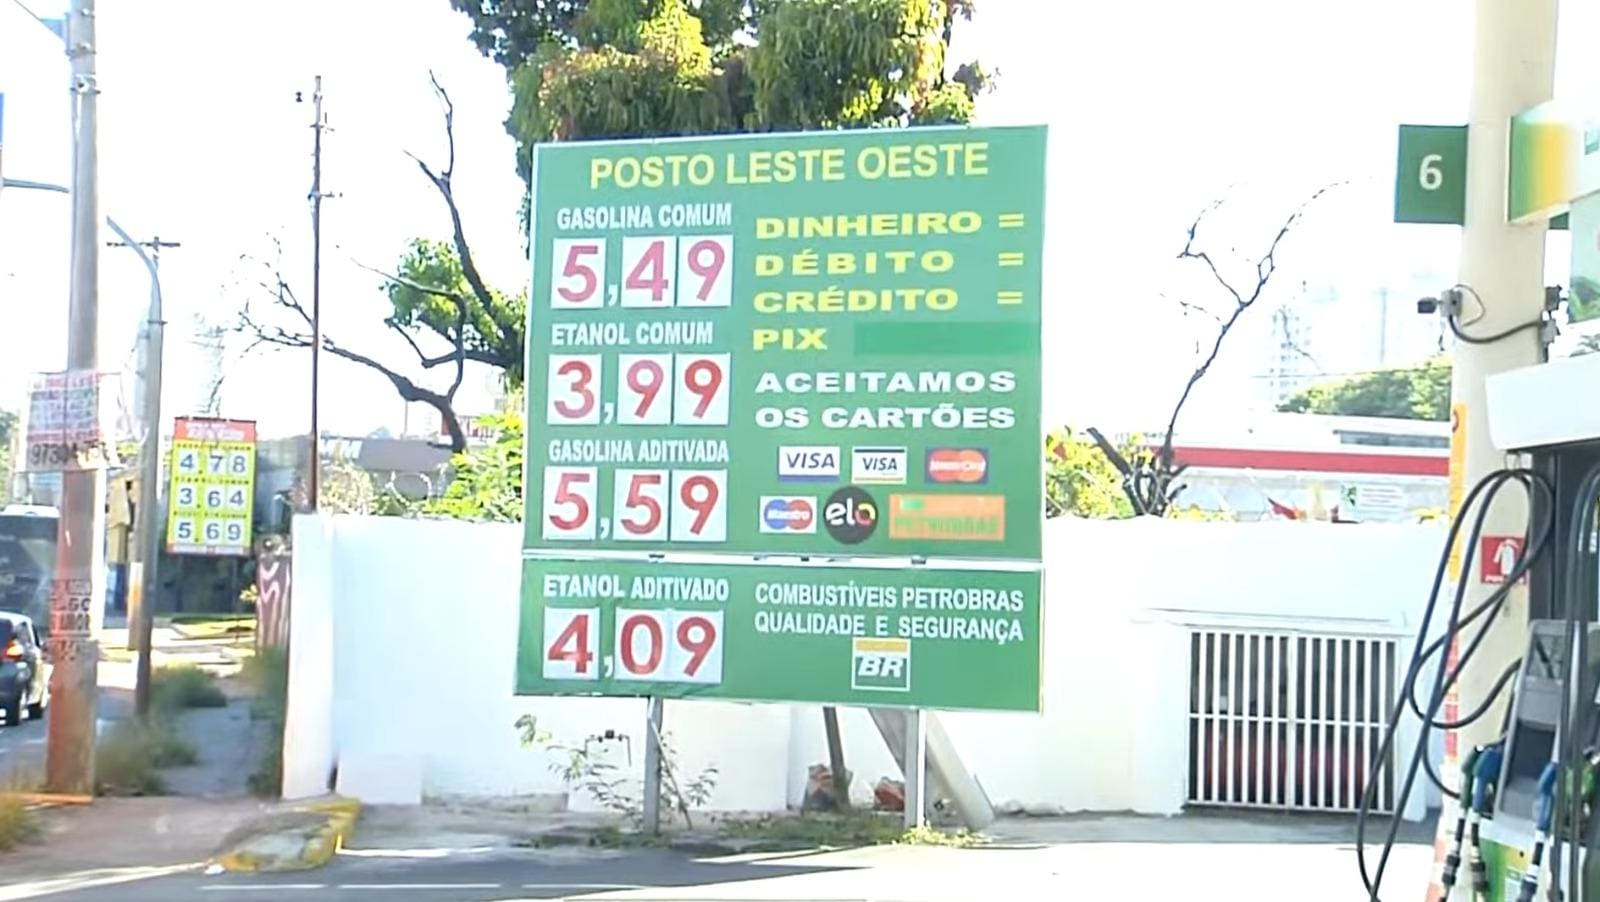 POSTO LESTE OESTE
GASOLINA COMUM
5,49
ETANOL COMUM
3,99
GASOLINA ADITIVADA
5,59
ETANOL ADITIVADO
4,09
DINHEIRO =
DÉBITO =
CRÉDITO =
PIX
ACEITAMOS
OS CARTÕES
VISA
VISA
MasterCard
Maestro
elo
PETROBRAS
COMBUSTÍVEIS PETROBRAS
QUALIDADE E SEGURANÇA
BR
6
4 78
3 64
5.69